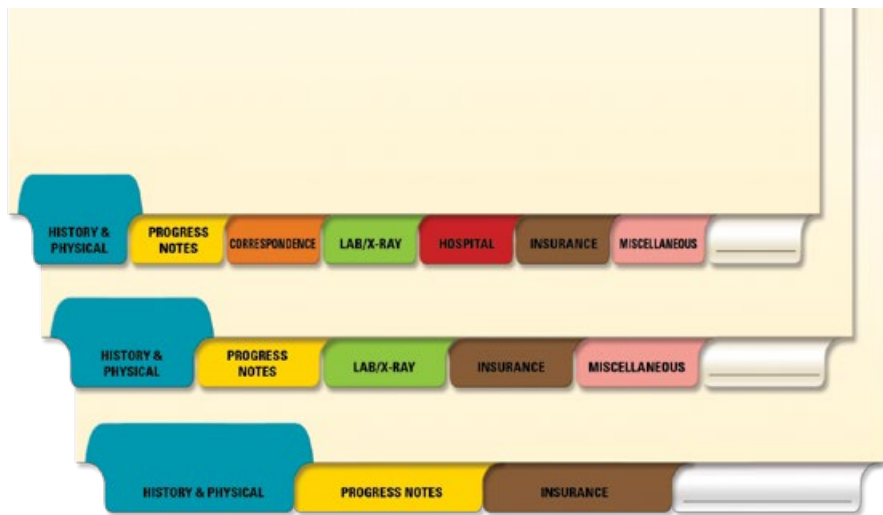 HISTORY &
PHYSICAL
PROGRESS
NOTES
CORRESPONDENCE
LAB/X-RAY
HOSPITAL
INSURANCE
MISCELLANEOUS
HISTORY &
PHYSICAL
PROGRESS
NOTES
LAB/X-RAY
INSURANCE
MISCELLANEOUS
HISTORY & PHYSICAL
PROGRESS NOTES
INSURANCE